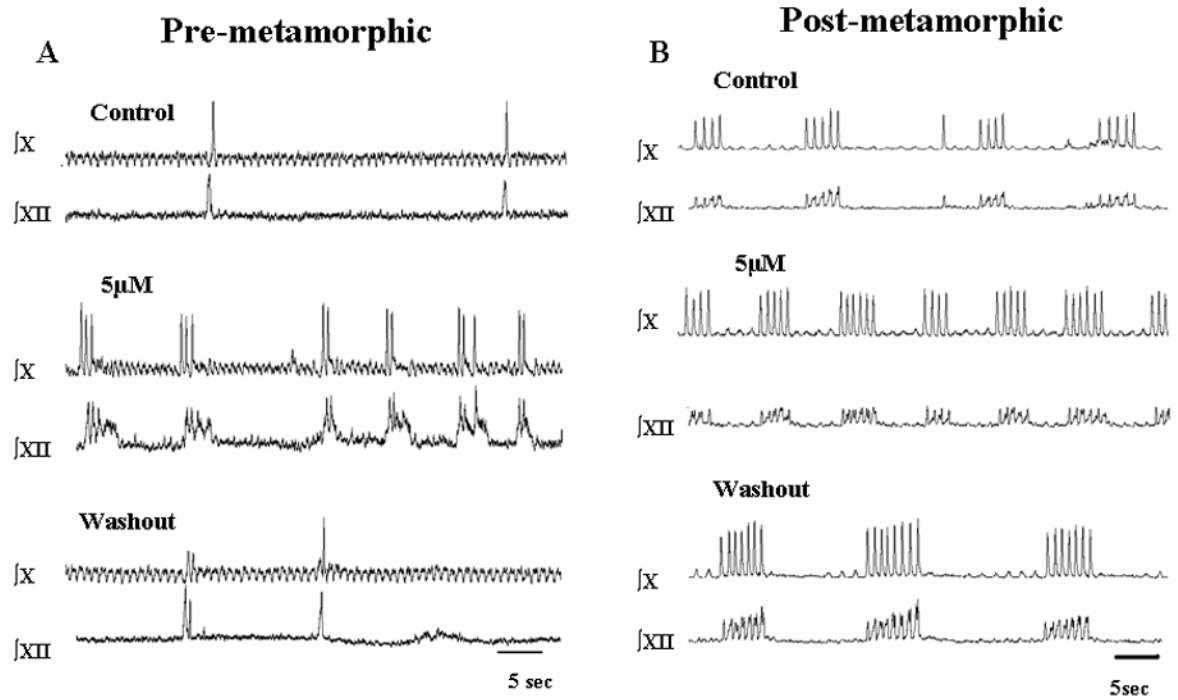 Pre-metamorphic
A
Control
∫X
∫XII
5μM
∫X
∫XII
Washout
∫X
∫XII
5 sec
Post-metamorphic
B
Control
∫X
∫XII
5μM
∫X
∫XII
Washout
∫X
∫XII
5sec